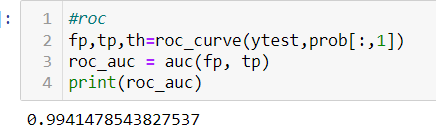 ]:
1 #roc
2 fp,tp,th=roc_curve(ytest,prob[:,1])
3 roc_auc = auc(fp, tp)
4 print(roc_auc)
0.9941478543827537